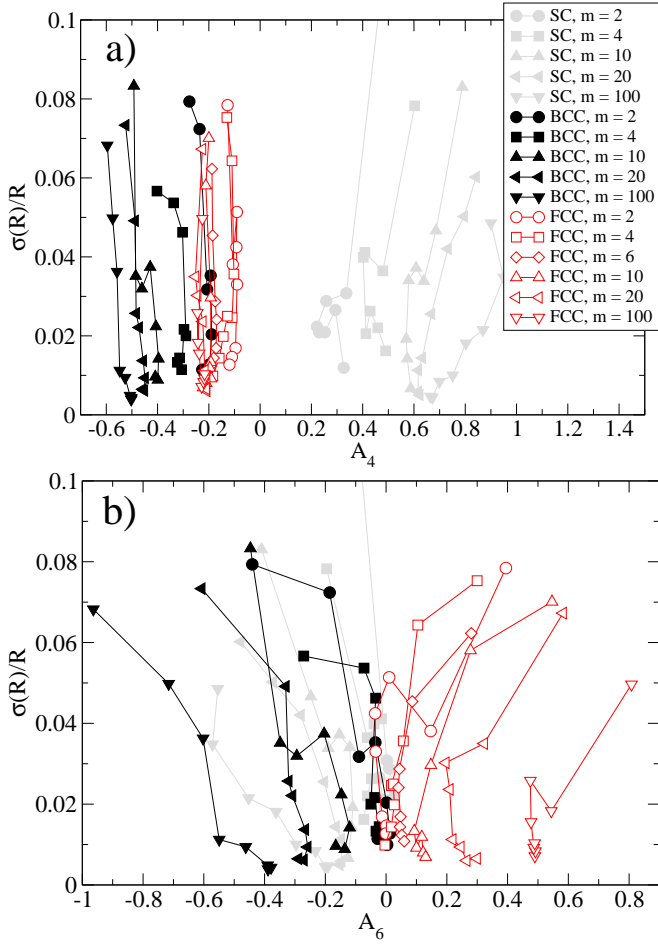 0.1
0.08
0.06
0.04
0.02
0
σ(R)/R
a)
SC, m = 2
SC, m = 4
SC, m = 10
SC, m = 20
SC, m = 100
BCC, m = 2
BCC, m = 4
BCC, m = 10
BCC, m = 20
BCC, m = 100
FCC, m = 2
FCC, m = 4
FCC, m = 6
FCC, m = 10
FCC, m = 20
FCC, m = 100
-0.6 -0.4 -0.2 0 0.2 0.4 0.6 0.8 1 1.2 1.4
A₄
0.1
0.08
0.06
0.04
0.02
0
σ(R)/R
b)
-1 -0.8 -0.6 -0.4 -0.2 0 0.2 0.4 0.6 0.8
A₆